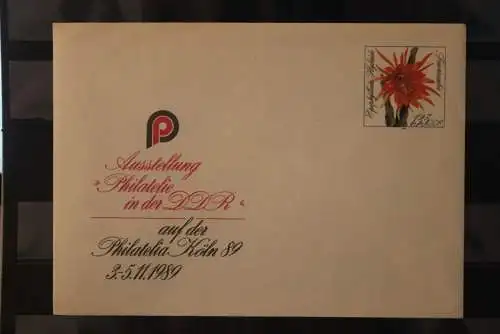 Ausstellung
»Philatelie
in der DDR«
auf der
Philatelia Köln 89
3.-5.11.1989